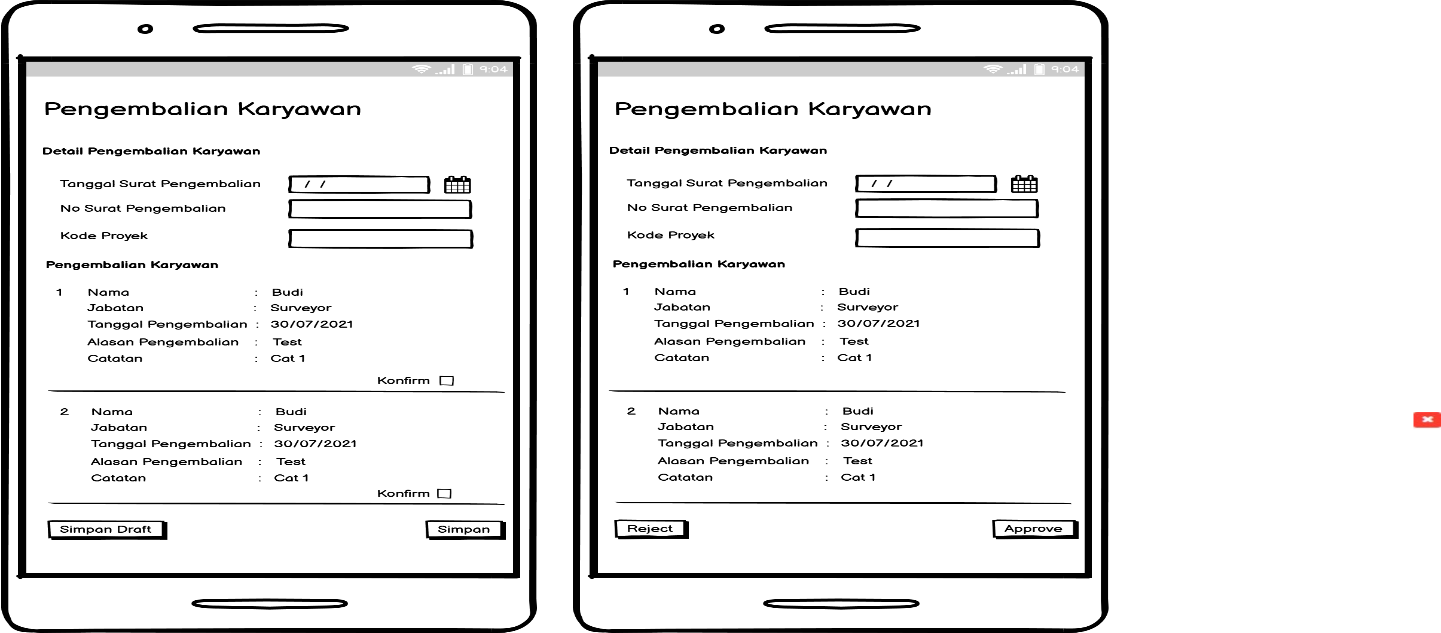 9:04
Pengembalian Karyawan
Detail Pengembalian Karyawan
Tanggal Surat Pengembalian / /
No Surat Pengembalian
Kode Proyek
Pengembalian Karyawan
1 Nama : Budi
Jabatan : Surveyor
Tanggal Pengembalian : 30/07/2021
Alasan Pengembalian : Test
Catatan : Cat 1
Konfirm
2 Nama : Budi
Jabatan : Surveyor
Tanggal Pengembalian : 30/07/2021
Alasan Pengembalian : Test
Catatan : Cat 1
Konfirm
Simpan Draft Simpan
9:04
Pengembalian Karyawan
Detail Pengembalian Karyawan
Tanggal Surat Pengembalian / /
No Surat Pengembalian
Kode Proyek
Pengembalian Karyawan
1 Nama : Budi
Jabatan : Surveyor
Tanggal Pengembalian : 30/07/2021
Alasan Pengembalian : Test
Catatan : Cat 1
2 Nama : Budi
Jabatan : Surveyor
Tanggal Pengembalian : 30/07/2021
Alasan Pengembalian : Test
Catatan : Cat 1
Reject Approve